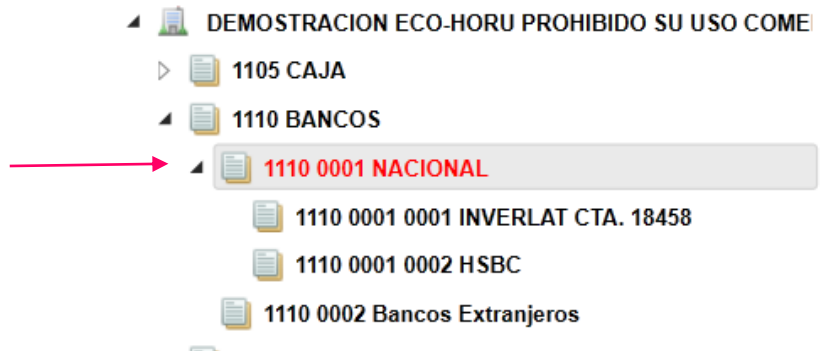 DEMOSTRACION ECO-HORU PROHIBIDO SU USO
1105 CAJA
1110 BANCOS
1110 0001 NACIONAL
1110 0001 0001 INVERLAT CTA. 18458
1110 0001 0002 HSBC
1110 0002 Bancos Extranjeros